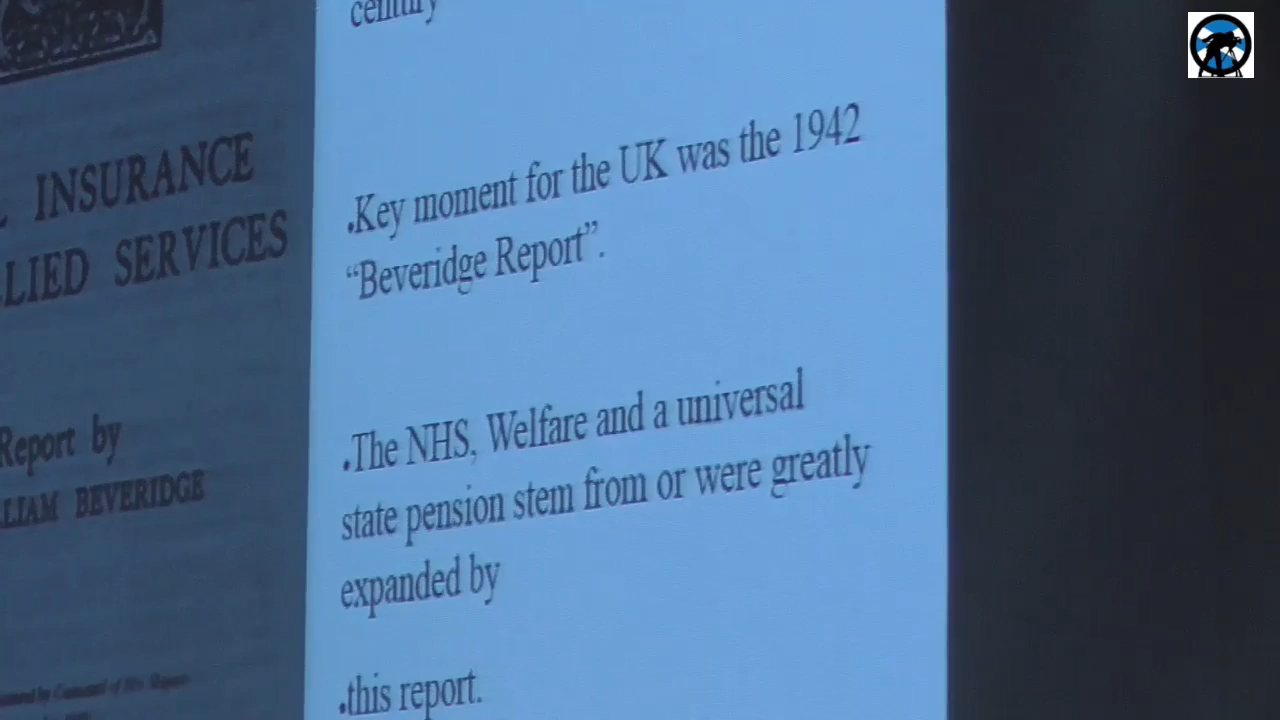 INSURANCE
LIED SERVICES
Report by
LIAM BEVERIDGE
century
.Key moment for the UK was the 1942
“Beveridge Report”.
.The NHS, Welfare and a universal
state pension stem from or were greatly
expanded by
.this report.